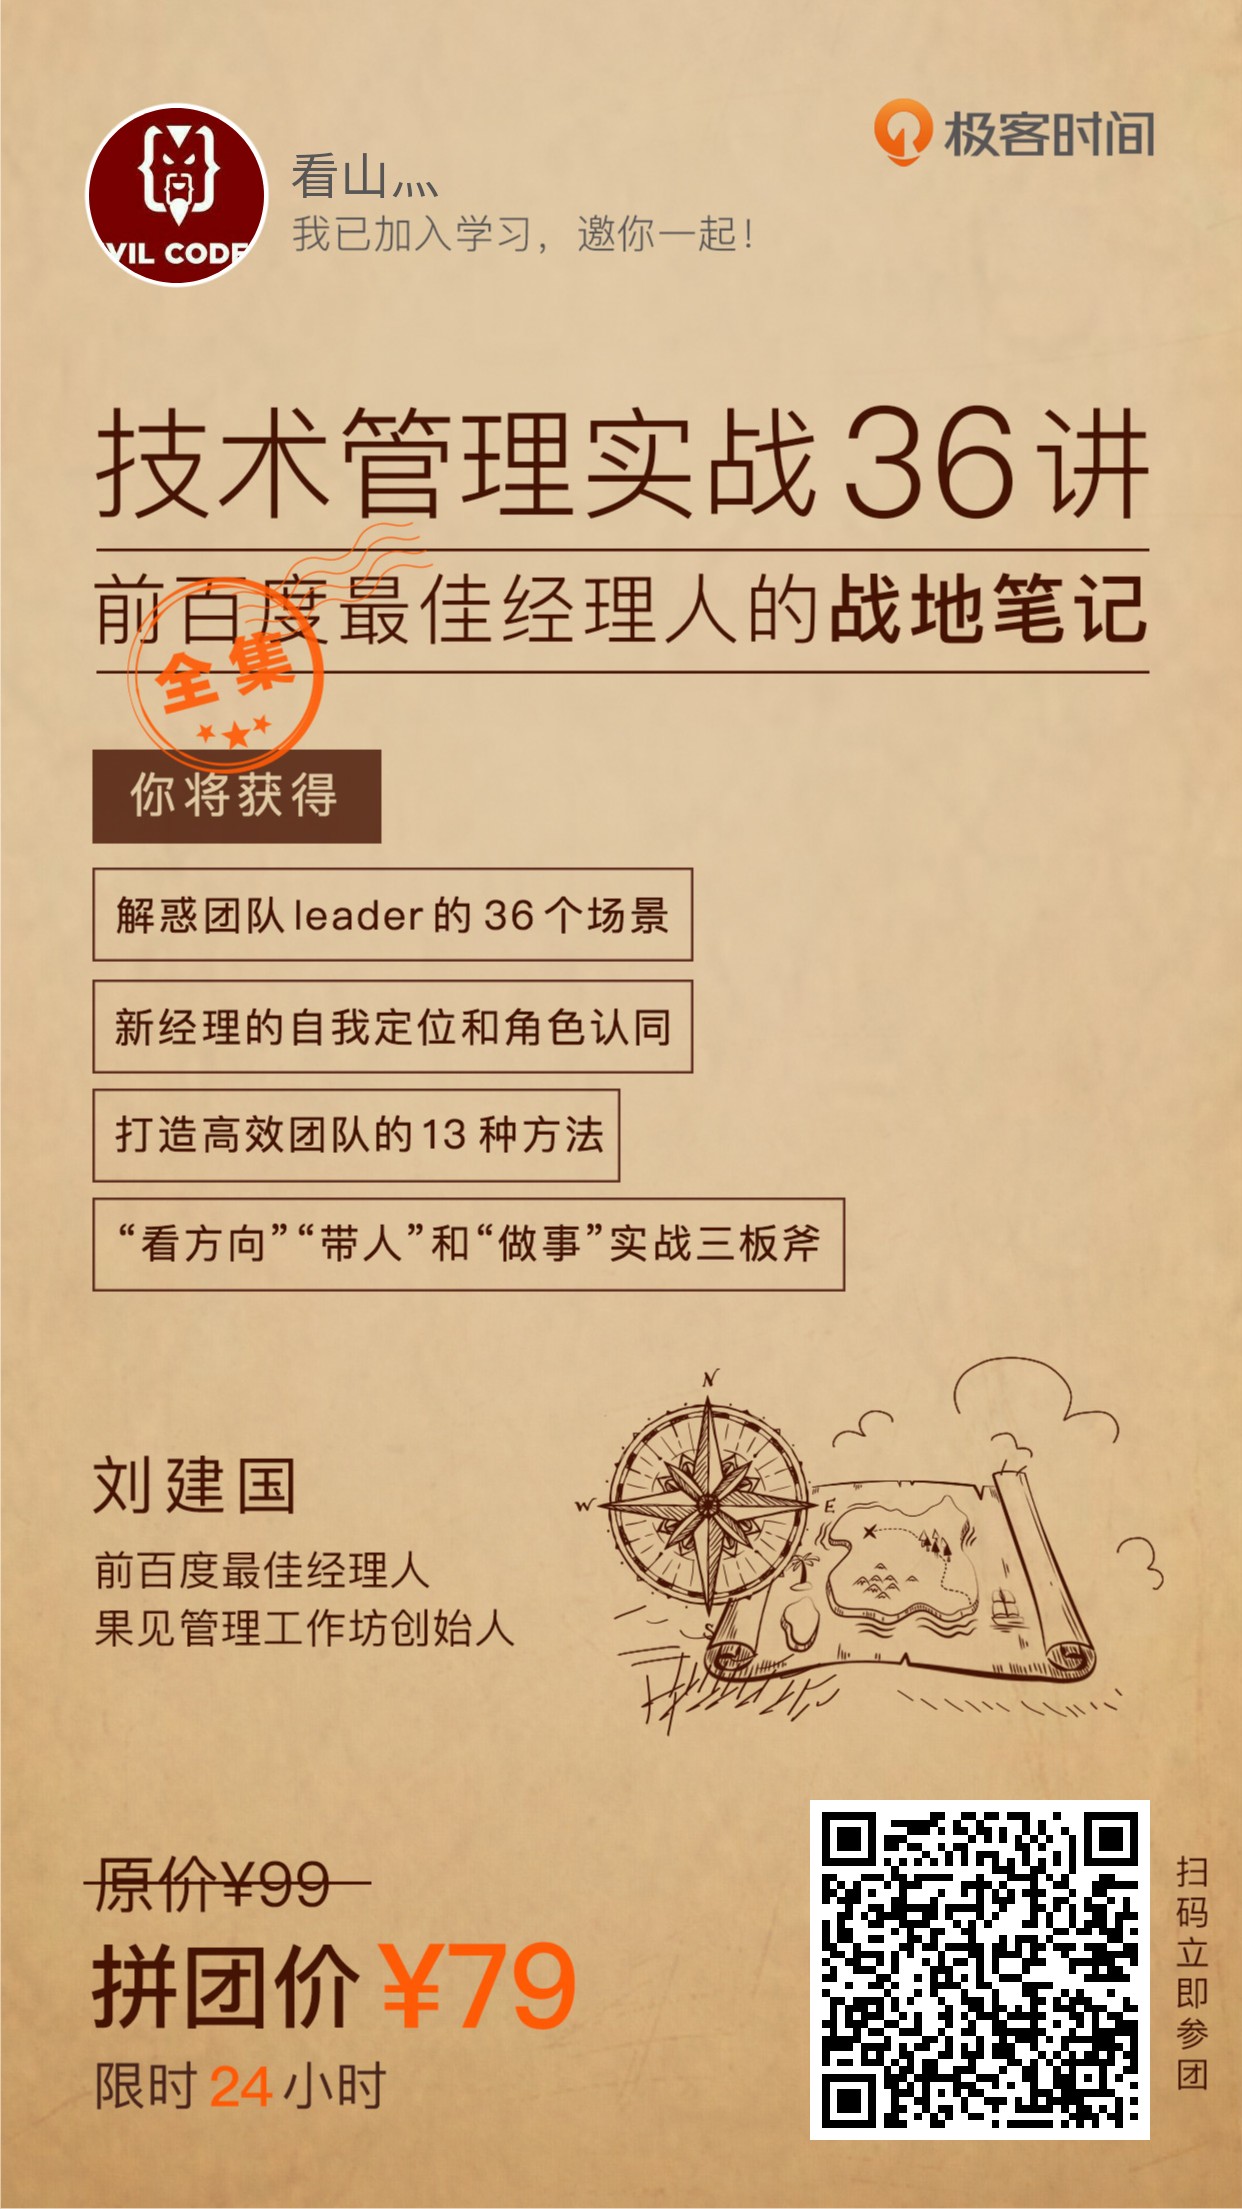 极客时间
看山灬
我已加入学习，邀你一起！
VIL CODE
技术管理实战36讲
前百度最佳经理人的战地笔记
全集
你将获得
解惑团队leader的36个场景
新经理的自我定位和角色认同
打造高效团队的13种方法
“看方向”“带人”和“做事”实战三板斧
N
W
E
S
刘建国
前百度最佳经理人
果见管理工作坊创始人
原价¥99
拼团价¥79
限时24小时
扫码立即参团